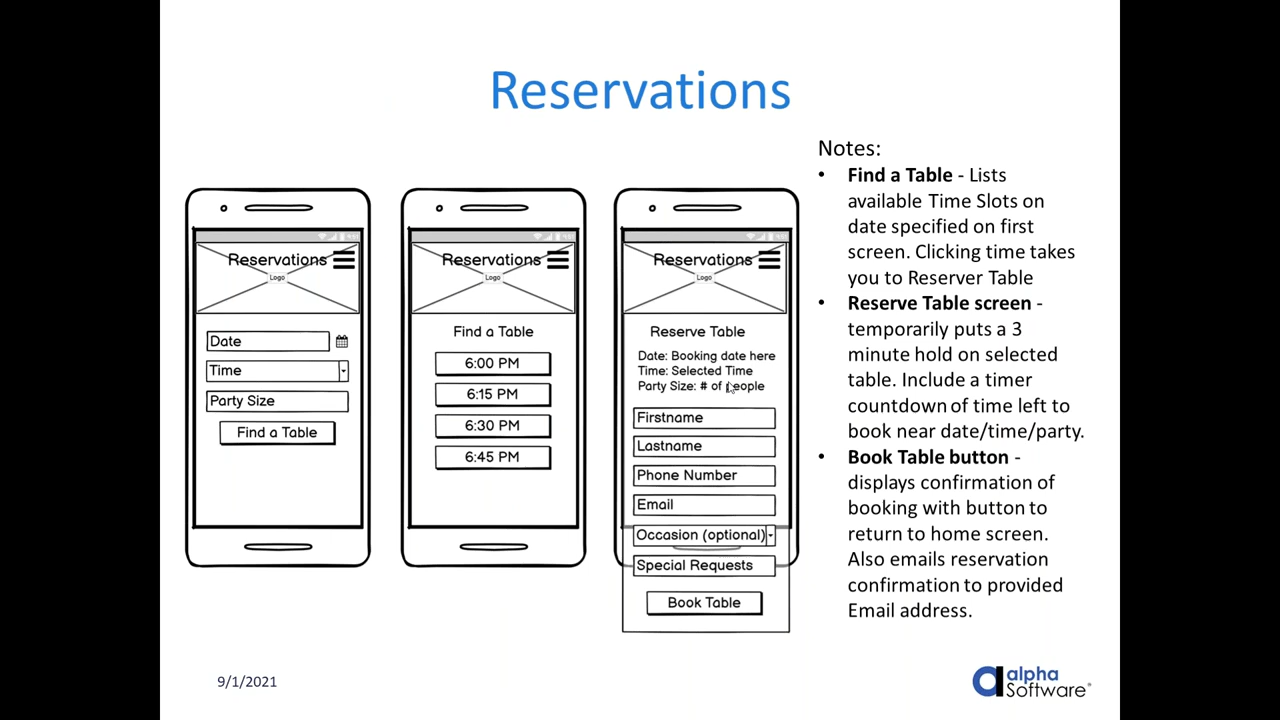 Reservations
Reservations
Logo
Date
Time
Party Size
Find a Table
Reservations
Logo
Find a Table
6:00 PM
6:15 PM
6:30 PM
6:45 PM
Reservations
Logo
Reserve Table
Date: Booking date here
Time: Selected Time
Party Size: # of people
Firstname
Lastname
Phone Number
Email
Occasion (optional)
Special Requests
Book Table
Notes:
• Find a Table - Lists
available Time Slots on
date specified on first
screen. Clicking time takes
you to Reserver Table
• Reserve Table screen -
temporarily puts a 3
minute hold on selected
table. Include a timer
countdown of time left to
book near date/time/party.
• Book Table button -
displays confirmation of
booking with button to
return to home screen.
Also emails reservation
confirmation to provided
Email address.
9/1/2021
alpha
Software®